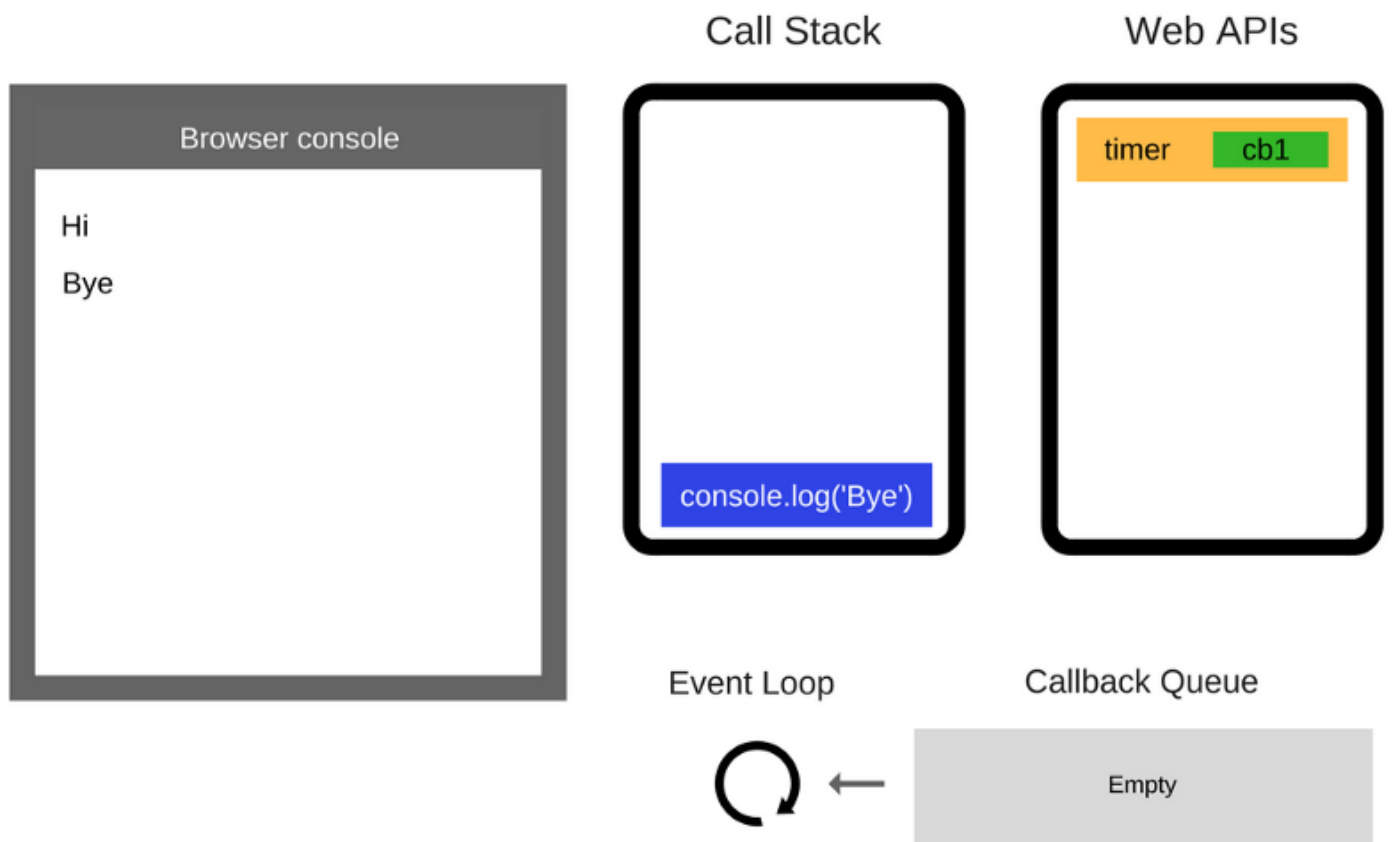 Call Stack
Web APIs
Browser console
timer
cb1
Hi
Bye
console.log('Bye')
Event Loop
Callback Queue
Empty